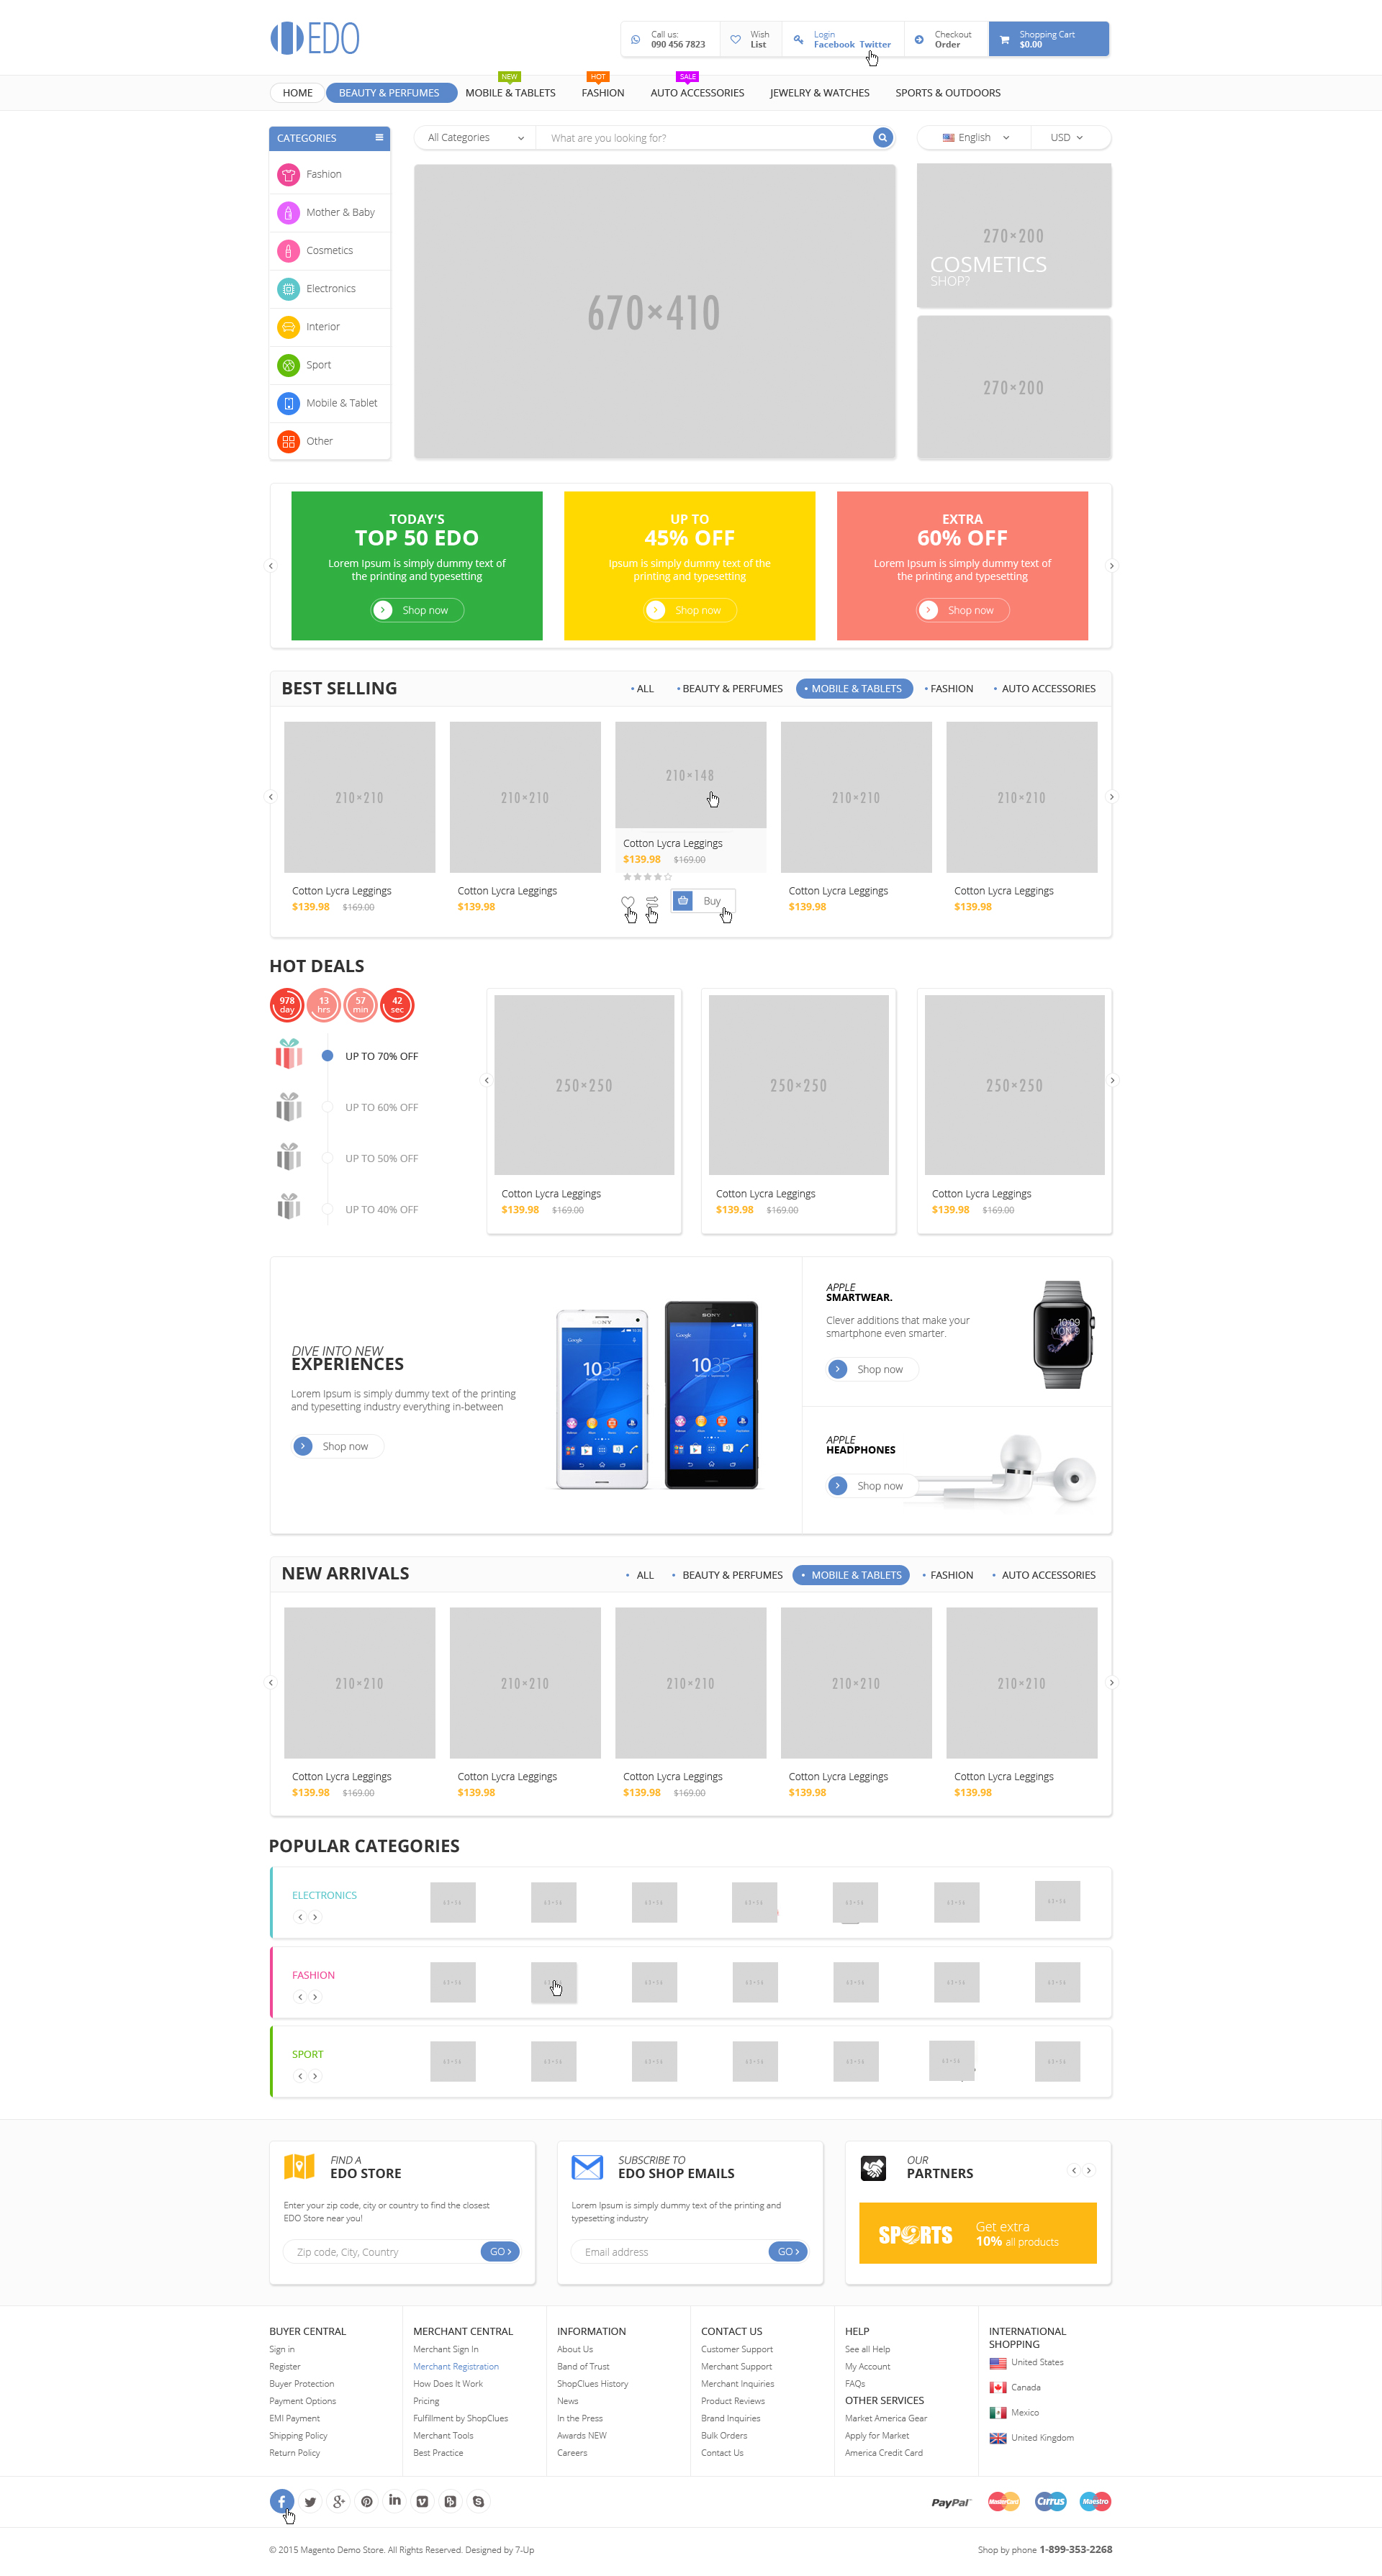 EDO
Call us:
090 456 7823
Wish
List
Login
Facebook Twitter
Checkout
Order
Shopping Cart
$0.00
NEW
HOT
SALE
HOME
BEAUTY & PERFUMES
MOBILE & TABLETS
FASHION
AUTO ACCESSORIES
JEWELRY & WATCHES
SPORTS & OUTDOORS
CATEGORIES
All Categories
What are you looking for?
English
USD
Fashion
Mother & Baby
Cosmetics
Electronics
Interior
Sport
Mobile & Tablet
Other
670×410
270×200
COSMETICS
SHOP?
270×200
TODAY'S
TOP 50 EDO
Lorem Ipsum is simply dummy text of
the printing and typesetting
Shop now
UP TO
45% OFF
Ipsum is simply dummy text of the
printing and typesetting
Shop now
EXTRA
60% OFF
Lorem Ipsum is simply dummy text of
the printing and typesetting
Shop now
BEST SELLING
ALL
BEAUTY & PERFUMES
MOBILE & TABLETS
FASHION
AUTO ACCESSORIES
210×210
Cotton Lycra Leggings
$139.98 $169.00
210×210
Cotton Lycra Leggings
$139.98
210×148
Cotton Lycra Leggings
$139.98 $169.00
Buy
210×210
Cotton Lycra Leggings
$139.98
210×210
Cotton Lycra Leggings
$139.98
HOT DEALS
978
day
13
hrs
57
min
42
sec
UP TO 70% OFF
UP TO 60% OFF
UP TO 50% OFF
UP TO 40% OFF
250×250
Cotton Lycra Leggings
$139.98 $169.00
250×250
Cotton Lycra Leggings
$139.98 $169.00
250×250
Cotton Lycra Leggings
$139.98 $169.00
DIVE INTO NEW
EXPERIENCES
Lorem Ipsum is simply dummy text of the printing
and typesetting industry everything in-between
Shop now
SONY
Google
10:35
SONY
Google
10:35
APPLE
SMARTWEAR.
Clever additions that make your
smartphone even smarter.
Shop now
10:09
MON 9
APPLE
HEADPHONES
Shop now
NEW ARRIVALS
ALL
BEAUTY & PERFUMES
MOBILE & TABLETS
FASHION
AUTO ACCESSORIES
210×210
Cotton Lycra Leggings
$139.98 $169.00
210×210
Cotton Lycra Leggings
$139.98
210×210
Cotton Lycra Leggings
$139.98 $169.00
210×210
Cotton Lycra Leggings
$139.98
210×210
Cotton Lycra Leggings
$139.98
POPULAR CATEGORIES
ELECTRONICS
FASHION
SPORT
FIND A
EDO STORE
Enter your zip code, city or country to find the closest
EDO Store near you!
Zip code, City, Country
GO
SUBSCRIBE TO
EDO SHOP EMAILS
Lorem Ipsum is simply dummy text of the printing and
typesetting industry
Email address
GO
OUR
PARTNERS
SPORTS
Get extra
10% all products
BUYER CENTRAL
Sign in
Register
Buyer Protection
Payment Options
EMI Payment
Shipping Policy
Return Policy
MERCHANT CENTRAL
Merchant Sign In
Merchant Registration
How Does It Work
Pricing
Fulfillment by ShopClues
Merchant Tools
Best Practice
INFORMATION
About Us
Band of Trust
ShopClues History
News
In the Press
Awards NEW
Careers
CONTACT US
Customer Support
Merchant Support
Merchant Inquiries
Product Reviews
Brand Inquiries
Bulk Orders
Contact Us
HELP
See all Help
My Account
FAQs
OTHER SERVICES
Market America Gear
Apply for Market
America Credit Card
INTERNATIONAL
SHOPPING
United States
Canada
Mexico
United Kingdom
PayPal
MasterCard
Cirrus
Maestro
© 2015 Magento Demo Store. All Rights Reserved. Designed by 7-Up
Shop by phone 1-899-353-2268